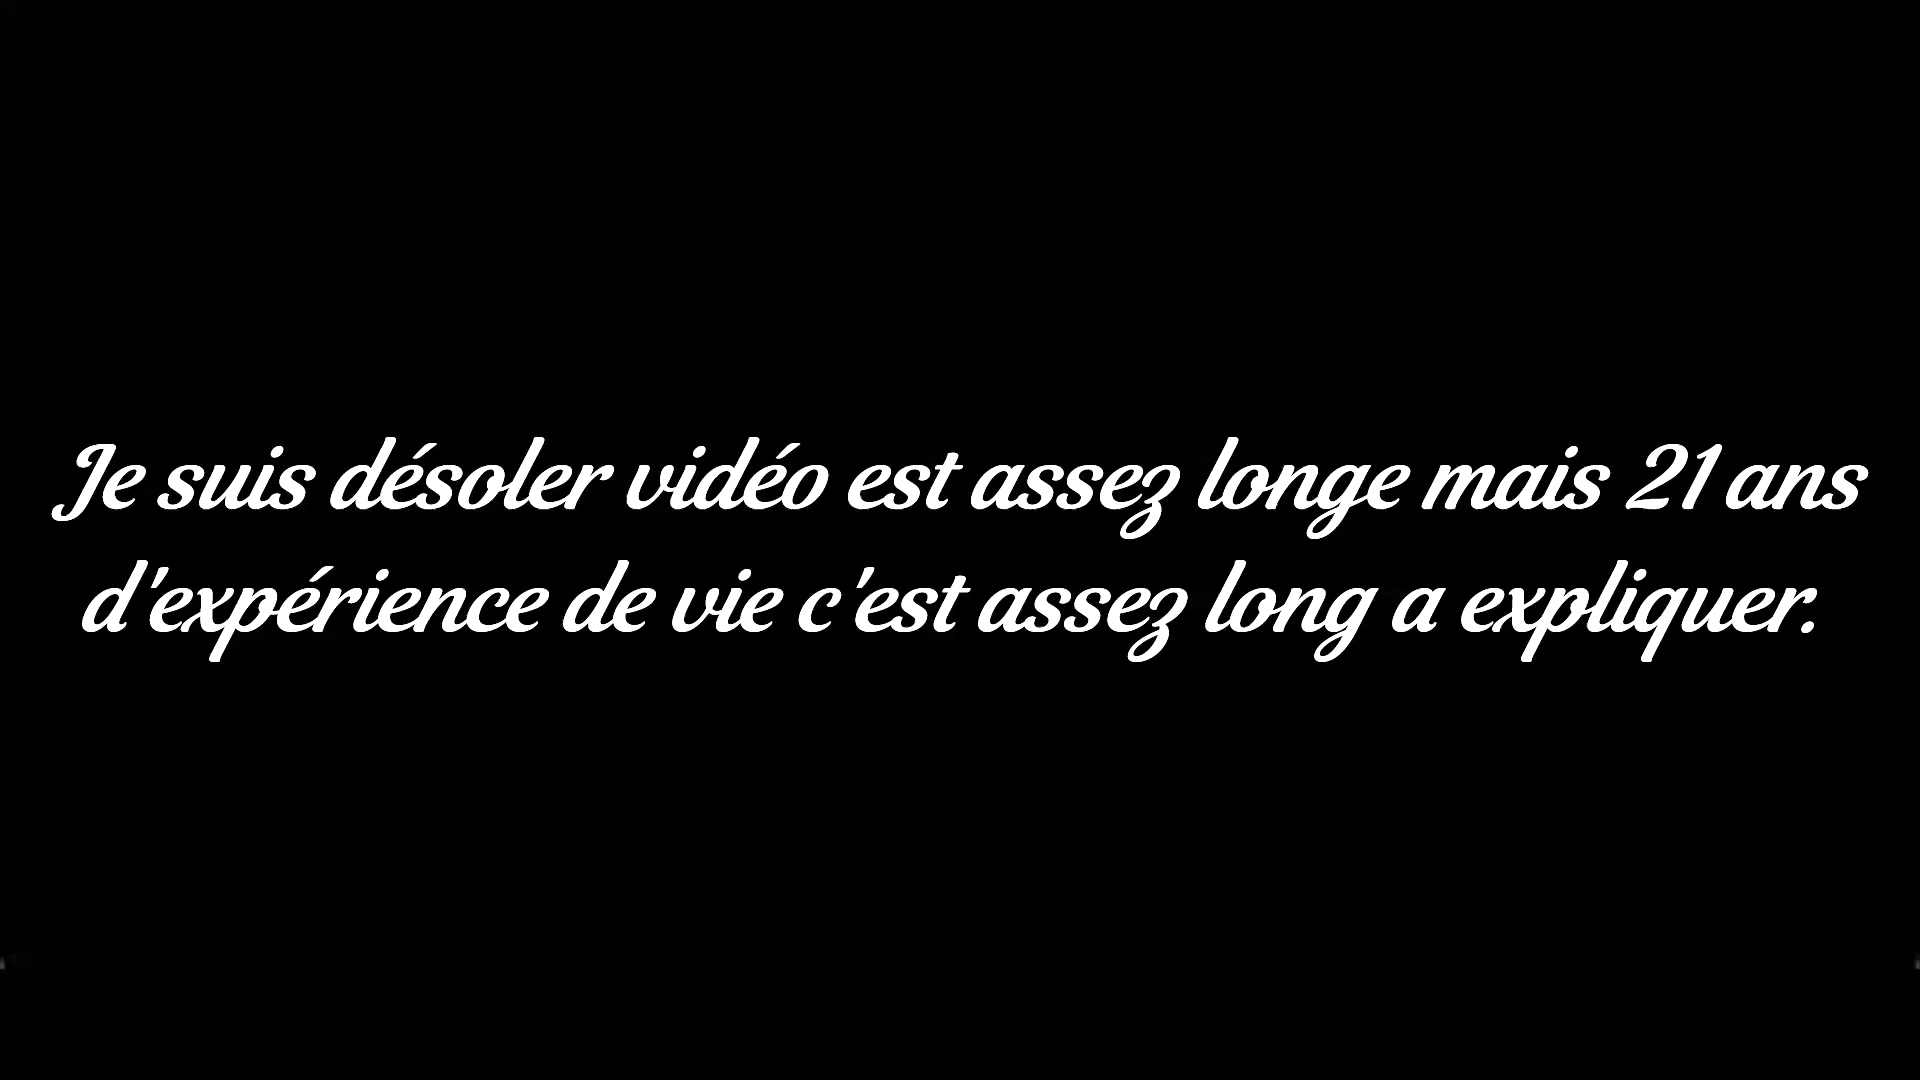 Je suis désoler vidéo est assez longe mais 21 ans
d'expérience de vie c'est assez long a expliquer.